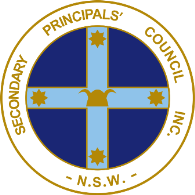 SECONDARY PRINCIPALS' COUNCIL INC.
- N.S.W. -